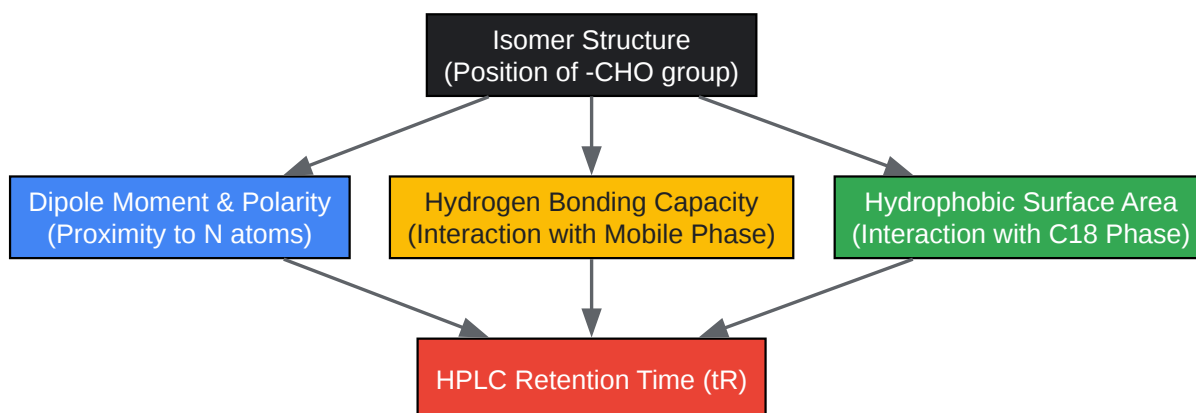 Isomer Structure
(Position of -CHO group)
Dipole Moment & Polarity
(Proximity to N atoms)
Hydrogen Bonding Capacity
(Interaction with Mobile Phase)
Hydrophobic Surface Area
(Interaction with C18 Phase)
HPLC Retention Time (tR)